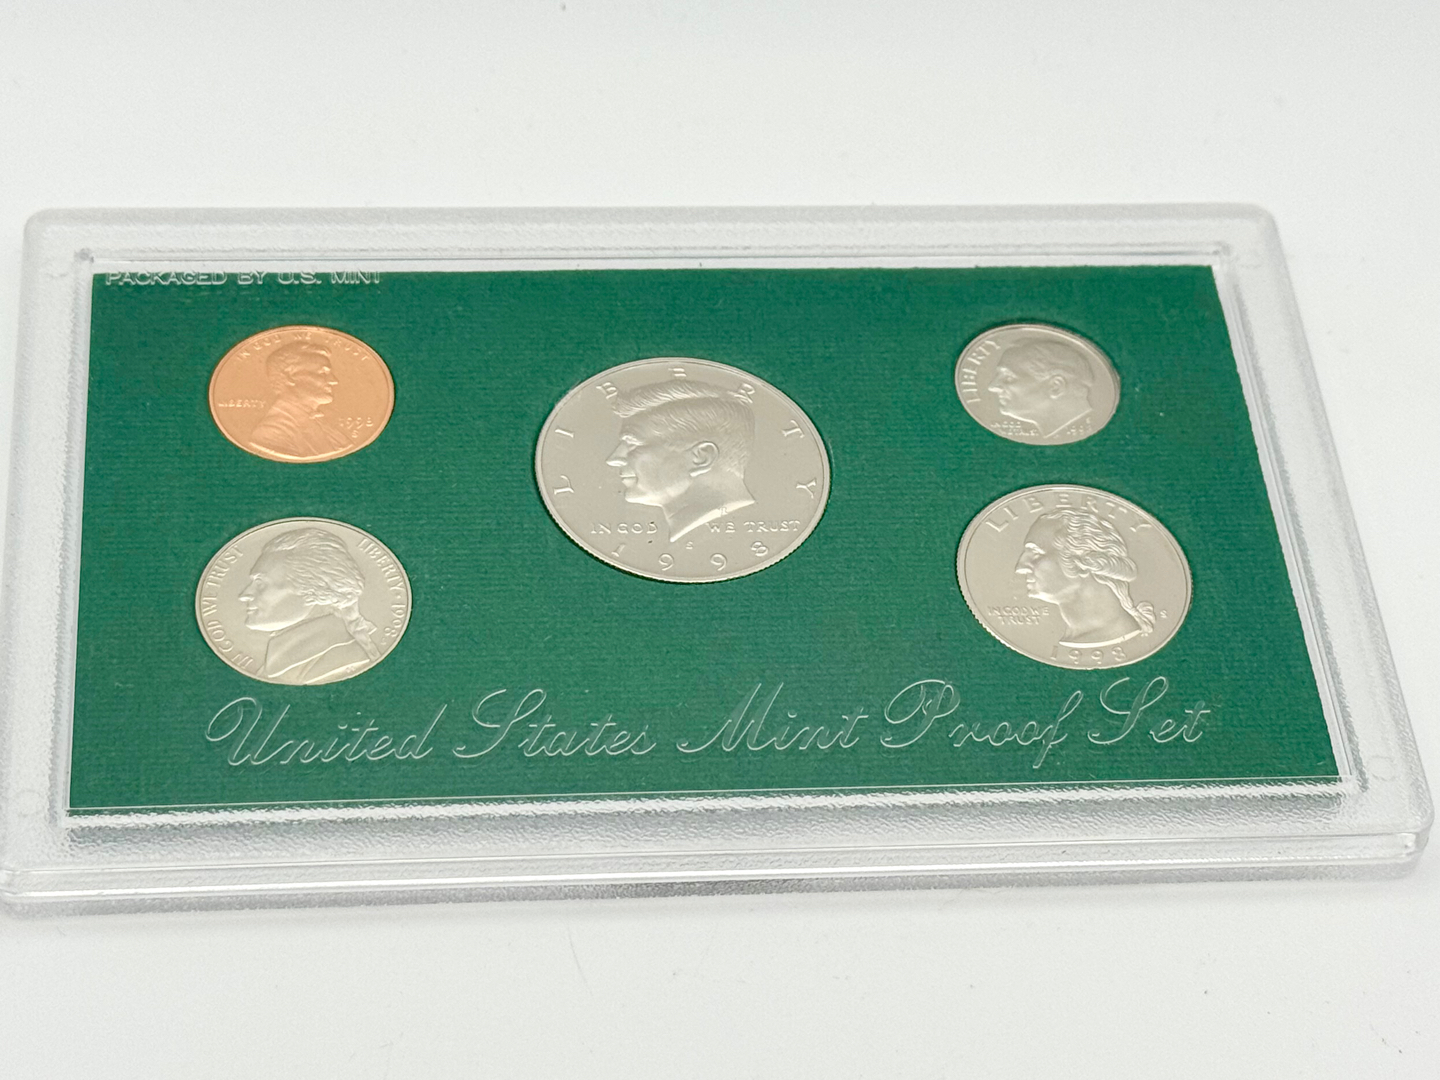 PACKAGED BY U.S. MINT
IN GOD WE TRUST
LIBERTY
1998
S
LIBERTY
IN GOD WE TRUST
1998
S
LIBERTY
IN GOD
WE TRUST
IN GOD WE TRUST
LIBERTY · 1998
LIBERTY
IN GOD WE
TRUST
S
1998
United States Mint Proof Set